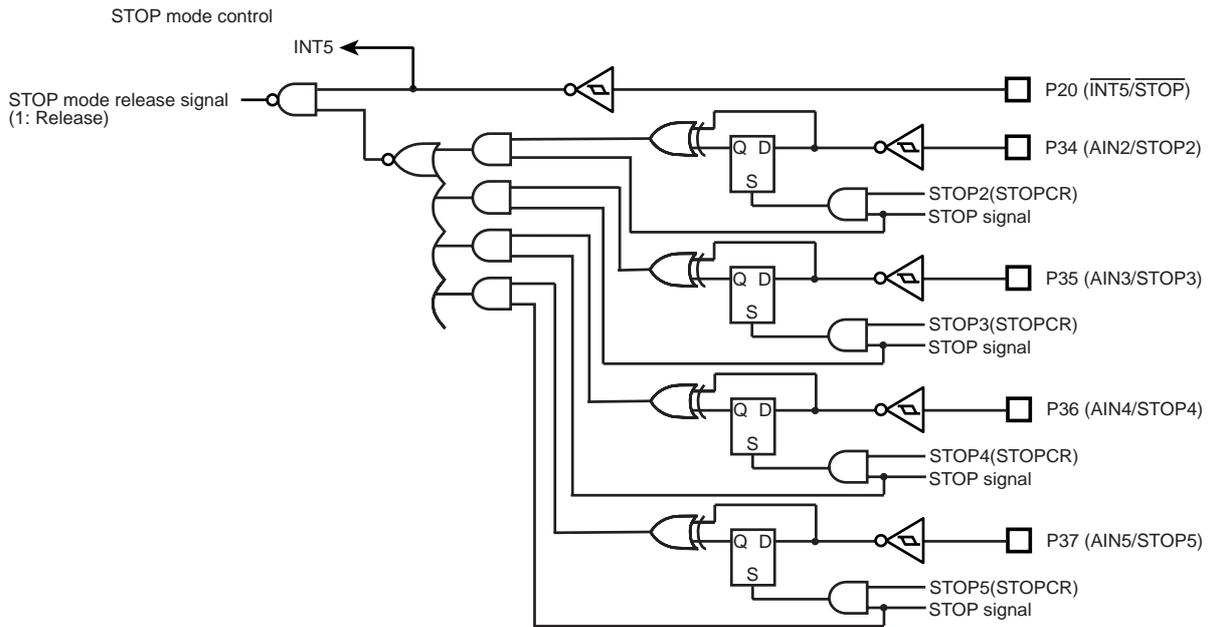 STOP mode control
INT5
STOP mode release signal
(1: Release)
P20 (INT5/STOP)
P34 (AIN2/STOP2)
Q D
S
STOP2(STOPCR)
STOP signal
P35 (AIN3/STOP3)
Q D
S
STOP3(STOPCR)
STOP signal
P36 (AIN4/STOP4)
Q D
S
STOP4(STOPCR)
STOP signal
P37 (AIN5/STOP5)
Q D
S
STOP5(STOPCR)
STOP signal